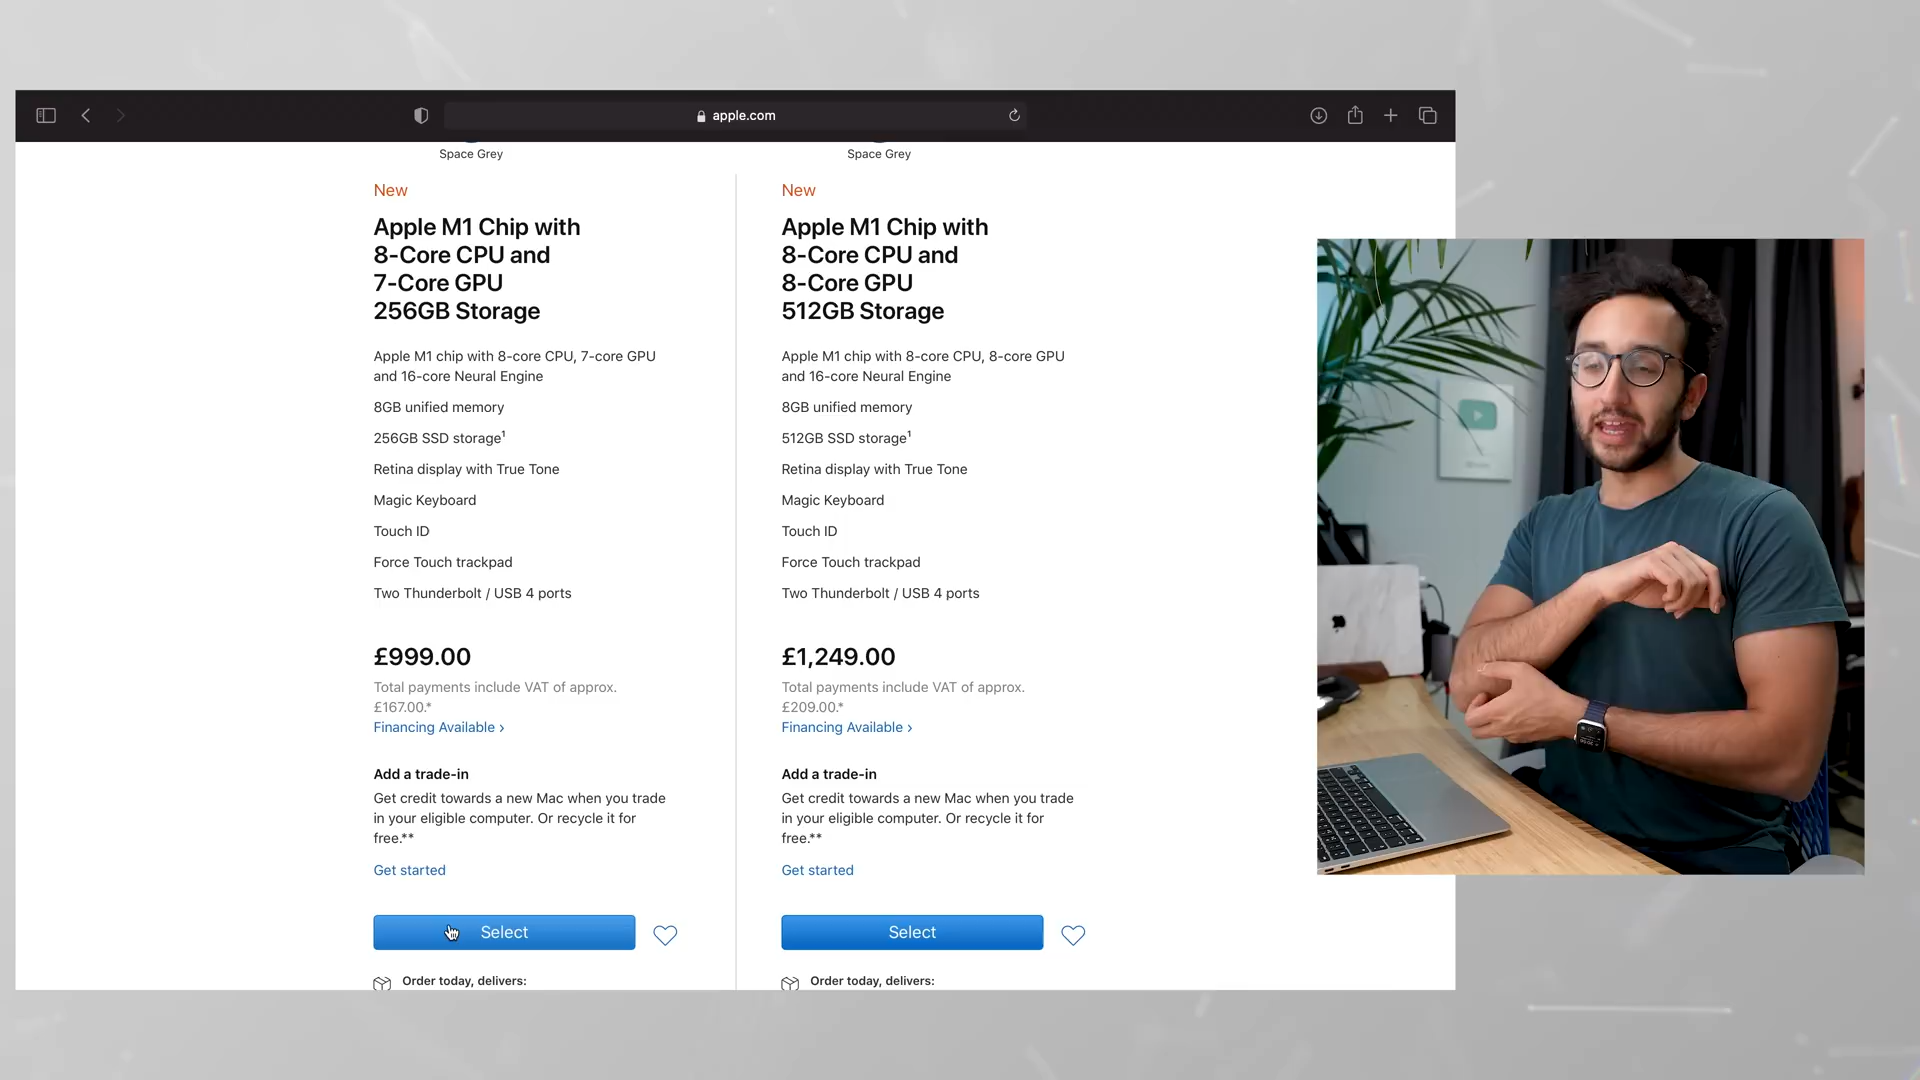 apple.com
Space Grey
New
Apple M1 Chip with
8-Core CPU and
7-Core GPU
256GB Storage
Apple M1 chip with 8-core CPU, 7-core GPU
and 16-core Neural Engine
8GB unified memory
256GB SSD storage¹
Retina display with True Tone
Magic Keyboard
Touch ID
Force Touch trackpad
Two Thunderbolt / USB 4 ports
£999.00
Total payments include VAT of approx.
£167.00.*
Financing Available ›
Add a trade-in
Get credit towards a new Mac when you trade
in your eligible computer. Or recycle it for
free.**
Get started
Select
Order today, delivers:
Space Grey
New
Apple M1 Chip with
8-Core CPU and
8-Core GPU
512GB Storage
Apple M1 chip with 8-core CPU, 8-core GPU
and 16-core Neural Engine
8GB unified memory
512GB SSD storage¹
Retina display with True Tone
Magic Keyboard
Touch ID
Force Touch trackpad
Two Thunderbolt / USB 4 ports
£1,249.00
Total payments include VAT of approx.
£209.00.*
Financing Available ›
Add a trade-in
Get credit towards a new Mac when you trade
in your eligible computer. Or recycle it for
free.**
Get started
Select
Order today, delivers: